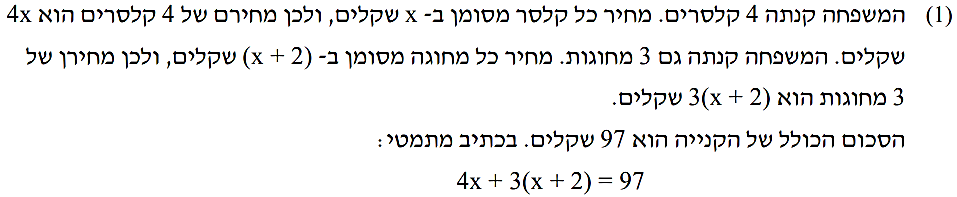 (1) המשפחה קנתה 4 קלסרים. מחיר כל קלסר מסומן ב- x שקלים, ולכן מחירם של 4 קלסרים הוא 4x
שקלים. המשפחה קנתה גם 3 מחוגות. מחיר כל מחוגה מסומן ב- (x + 2) שקלים, ולכן מחירן של
3 מחוגות הוא 3(x + 2) שקלים.
הסכום הכולל של הקנייה הוא 97 שקלים. בכתיב מתמטי:
4x + 3(x + 2) = 97